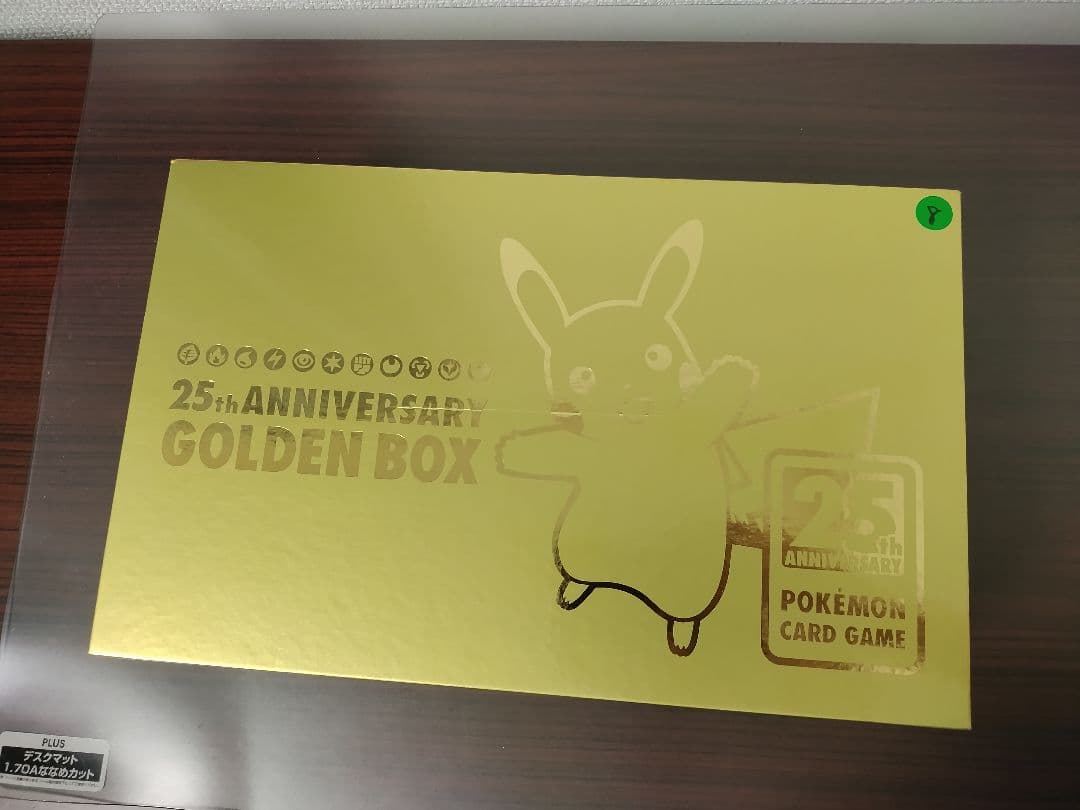 25th ANNIVERSARY
GOLDEN BOX
25th
ANNIVERSARY
POKÉMON
CARD GAME
PLUS
デスクマット
1.7OAななめカット